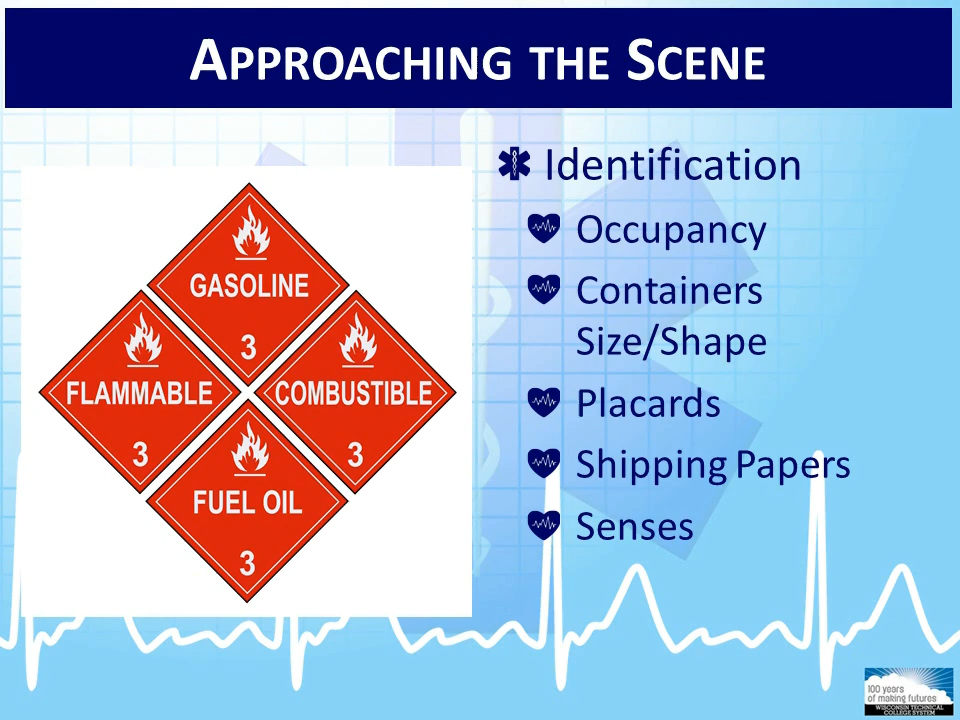 APPROACHING THE SCENE
Identification
Occupancy
Containers
Size/Shape
Placards
Shipping Papers
Senses
GASOLINE
3
FLAMMABLE
3
COMBUSTIBLE
3
FUEL OIL
3
100 years
of making futures
WISCONSIN TECHNICAL
COLLEGE SYSTEM